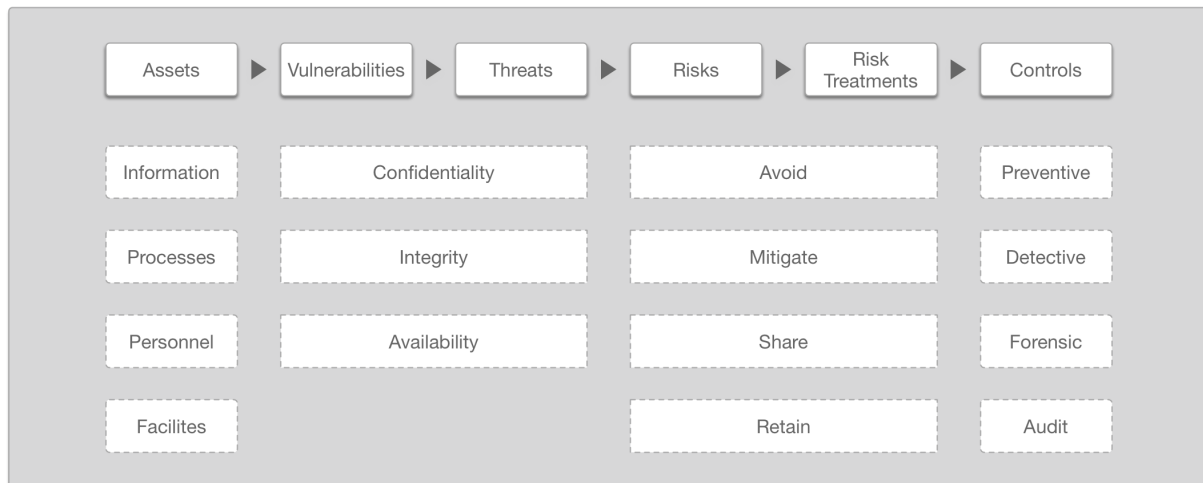 Assets
Vulnerabilities
Threats
Risks
Risk
Treatments
Controls
Information
Confidentiality
Avoid
Preventive
Processes
Integrity
Mitigate
Detective
Personnel
Availability
Share
Forensic
Facilites
Retain
Audit